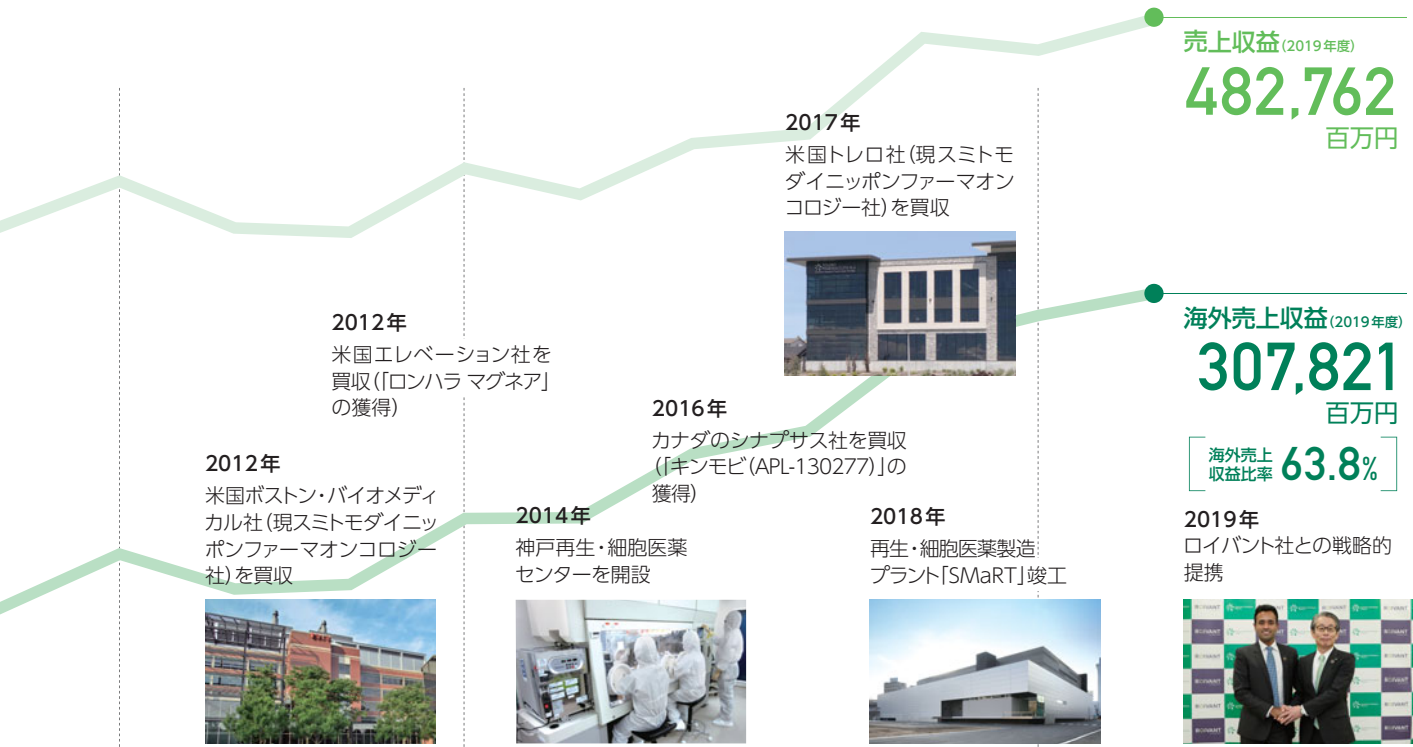 売上収益(2019年度)
482,762
百万円
2017年
米国トレロ社(現スミトモ
ダイニッポンファーマオン
コロジー社)を買収
海外売上収益(2019年度)
307,821
百万円
海外売上
収益比率 63.8%
2012年
米国エレベーション社を
買収(「ロンハラ マグネア」
の獲得)
2016年
カナダのシナプサス社を買収
(「キンモビ(APL-130277)」の
獲得)
2012年
米国ボストン・バイオメディ
カル社(現スミトモダイニッ
ポンファーマオンコロジー
社)を買収
2014年
神戸再生・細胞医薬
センターを開設
2018年
再生・細胞医薬製造
プラント「SMaRT」竣工
2019年
ロイバント社との戦略的
提携